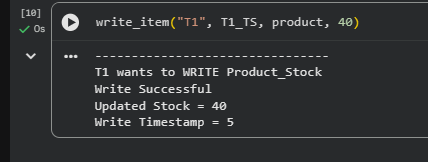 [10]
0s
write_item("T1", T1_TS, product, 40)
------------------------------
T1 wants to WRITE Product_Stock
Write Successful
Updated Stock = 40
Write Timestamp = 5